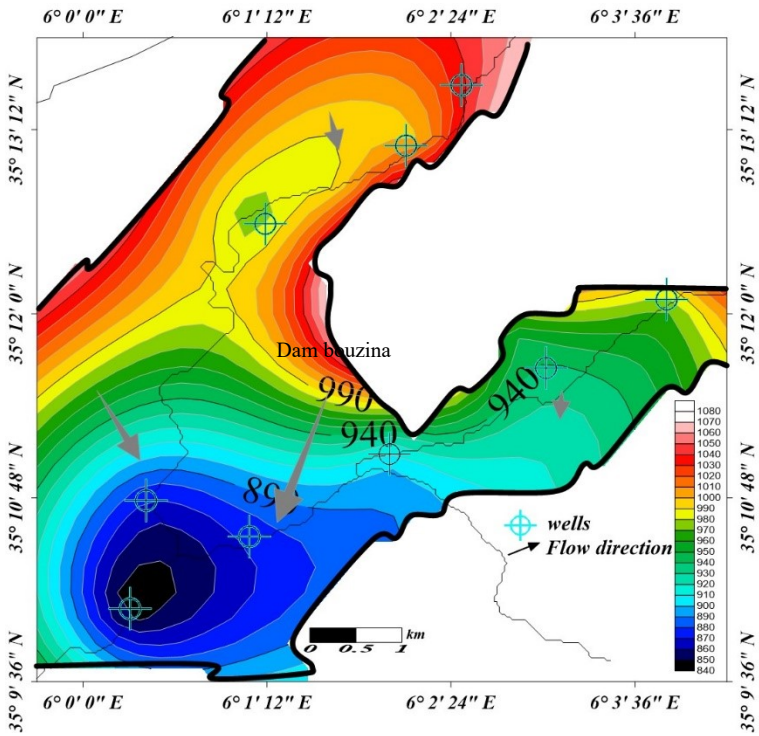 6° 0' 0" E 6° 1' 12" E 6° 2' 24" E 6° 3' 36" E
35° 13' 12" N 35° 13' 12" N
35° 12' 0" N 35° 12' 0" N
Dam bouzina
990
940
940
35° 10' 48" N 35° 10' 48" N
wells
Flow direction
1080
1070
1060
1050
1040
1030
1020
1010
1000
990
980
970
960
950
940
930
920
910
900
890
880
870
860
850
840
km
0 0.5 1
35° 9' 36" N 35° 9' 36" N
6° 0' 0" E 6° 1' 12" E 6° 2' 24" E 6° 3' 36" E